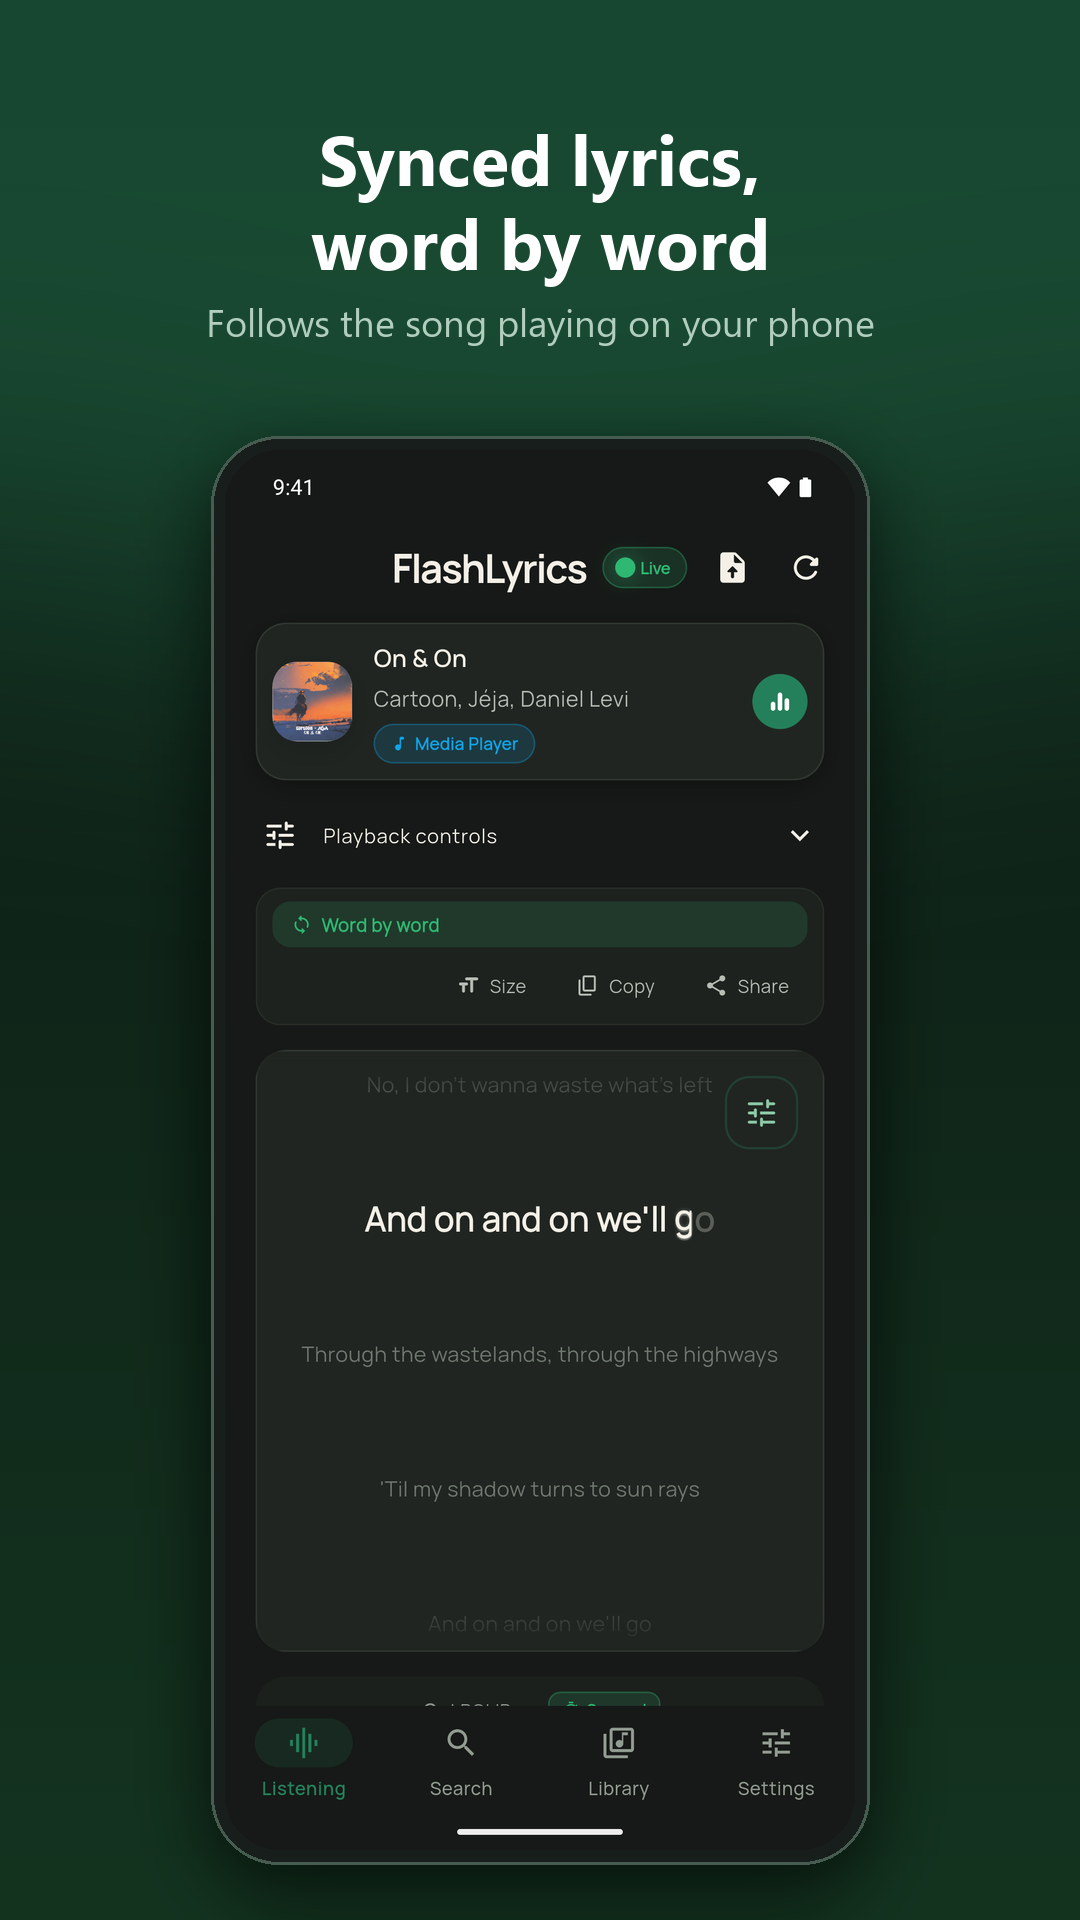 Synced lyrics,
word by word
Follows the song playing on your phone
9:41
FlashLyrics
Live
On & On
Cartoon, Jéja, Daniel Levi
Media Player
Playback controls
Word by word
Size
Copy
Share
No, I don't wanna waste what's left
And on and on we'll go
Through the wastelands, through the highways
'Til my shadow turns to sun rays
And on and on we'll go
Listening
Search
Library
Settings